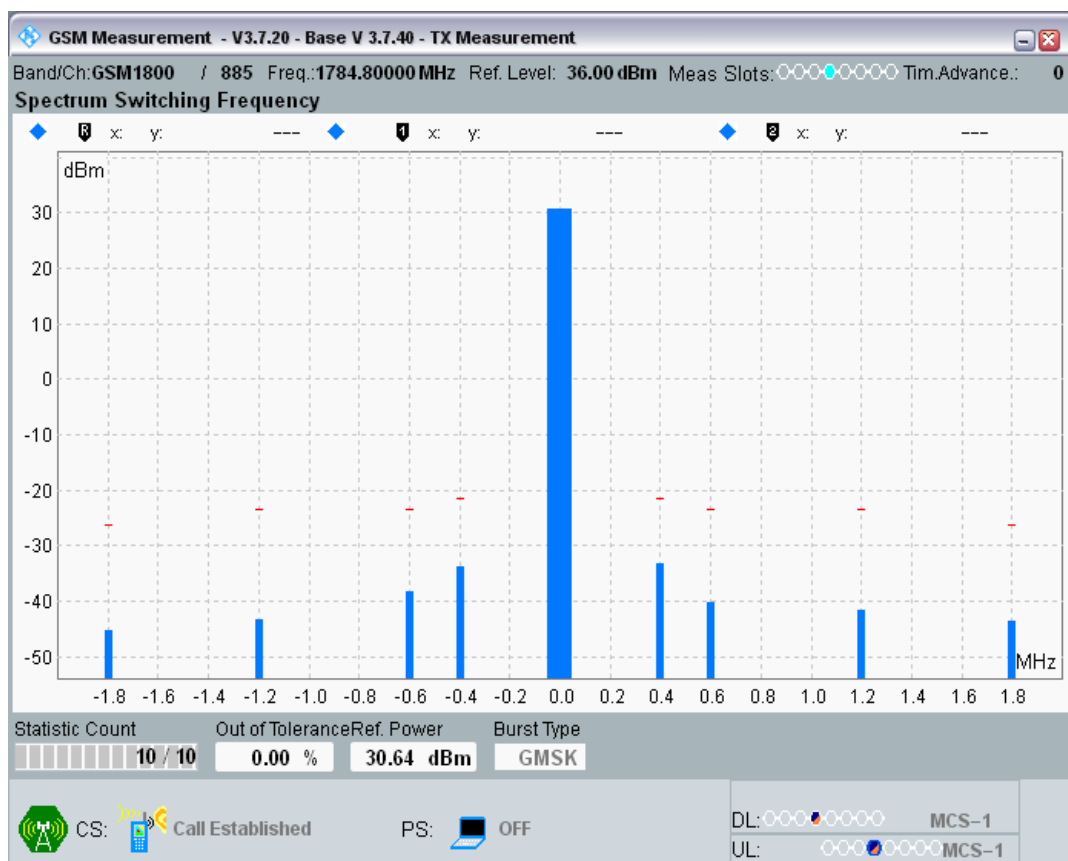 GSM Measurement - V3.7.20 - Base V 3.7.40 - TX Measurement
Band/Ch:GSM1800 / 885 Freq.:1784.80000 MHz Ref. Level: 36.00 dBm Meas Slots: Tim.Advance.: 0
Spectrum Switching Frequency
R x: y: --- 1 x: y: --- 2 x: y: ---
dBm
30
20
10
0
-10
-20
-30
-40
-50
MHz
-1.8 -1.6 -1.4 -1.2 -1.0 -0.8 -0.6 -0.4 -0.2 0.0 0.2 0.4 0.6 0.8 1.0 1.2 1.4 1.6 1.8
Statistic Count Out of Tolerance Ref. Power Burst Type
10 / 10 0.00 % 30.64 dBm GMSK
CS: Call Established PS: OFF
DL: MCS-1
UL: MCS-1